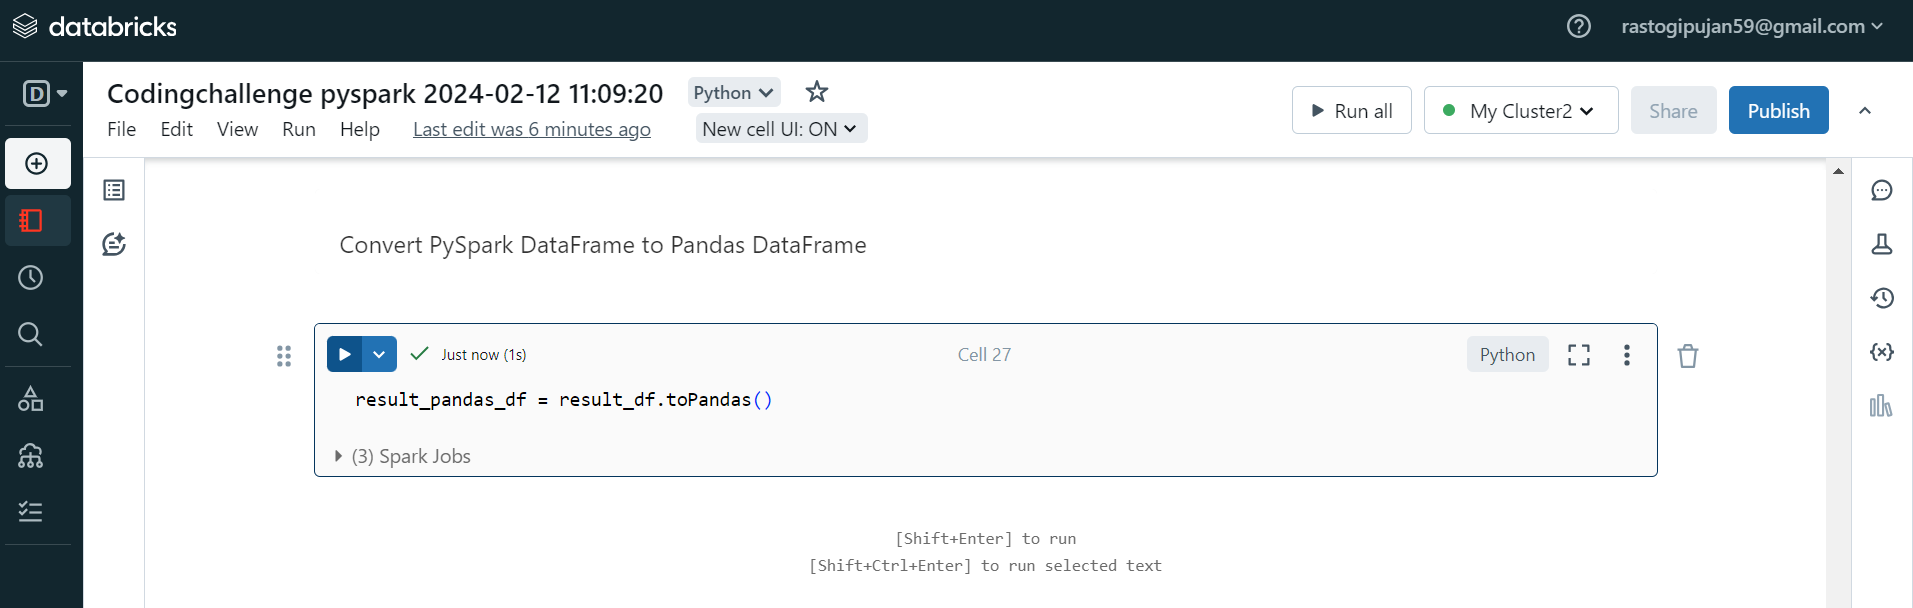 databricks
rastogipujan59@gmail.com
D
Codingchallenge pyspark 2024-02-12 11:09:20
Python
File Edit View Run Help Last edit was 6 minutes ago New cell UI: ON
Run all
My Cluster2
Share
Publish
Convert PySpark DataFrame to Pandas DataFrame
Just now (1s)
Cell 27
Python
result_pandas_df = result_df.toPandas()
(3) Spark Jobs
[Shift+Enter] to run
[Shift+Ctrl+Enter] to run selected text